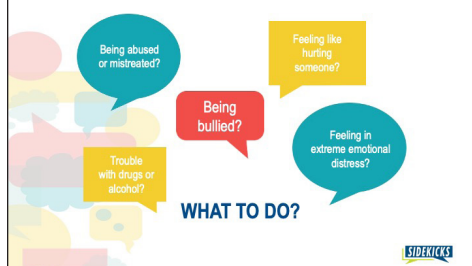 Being abused
or mistreated?
Feeling like
hurting
someone?
Being
bullied?
Feeling in
extreme emotional
distress?
Trouble
with drugs or
alcohol?
WHAT TO DO?
SIDEKICKS